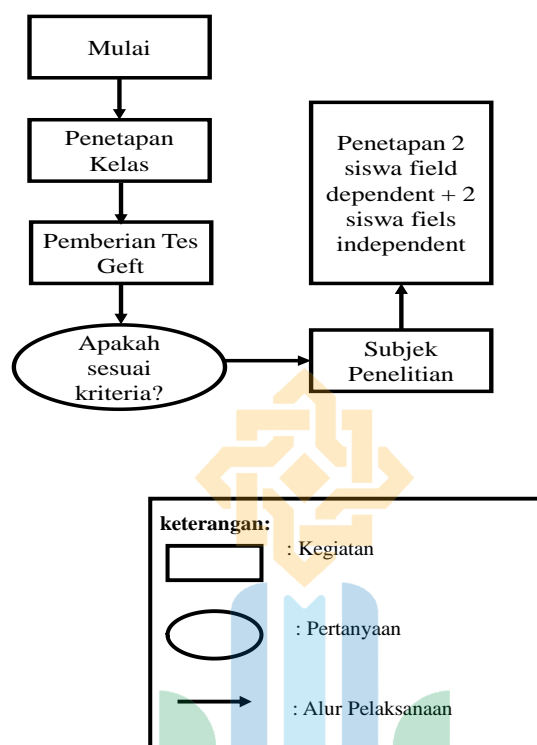 Mulai
Penetapan
Kelas
Pemberian Tes
Geft
Apakah
sesuai
kriteria?
Subjek
Penelitian
Penetapan 2
siswa field
dependent + 2
siswa fiels
independent
keterangan:
: Kegiatan
: Pertanyaan
: Alur Pelaksanaan